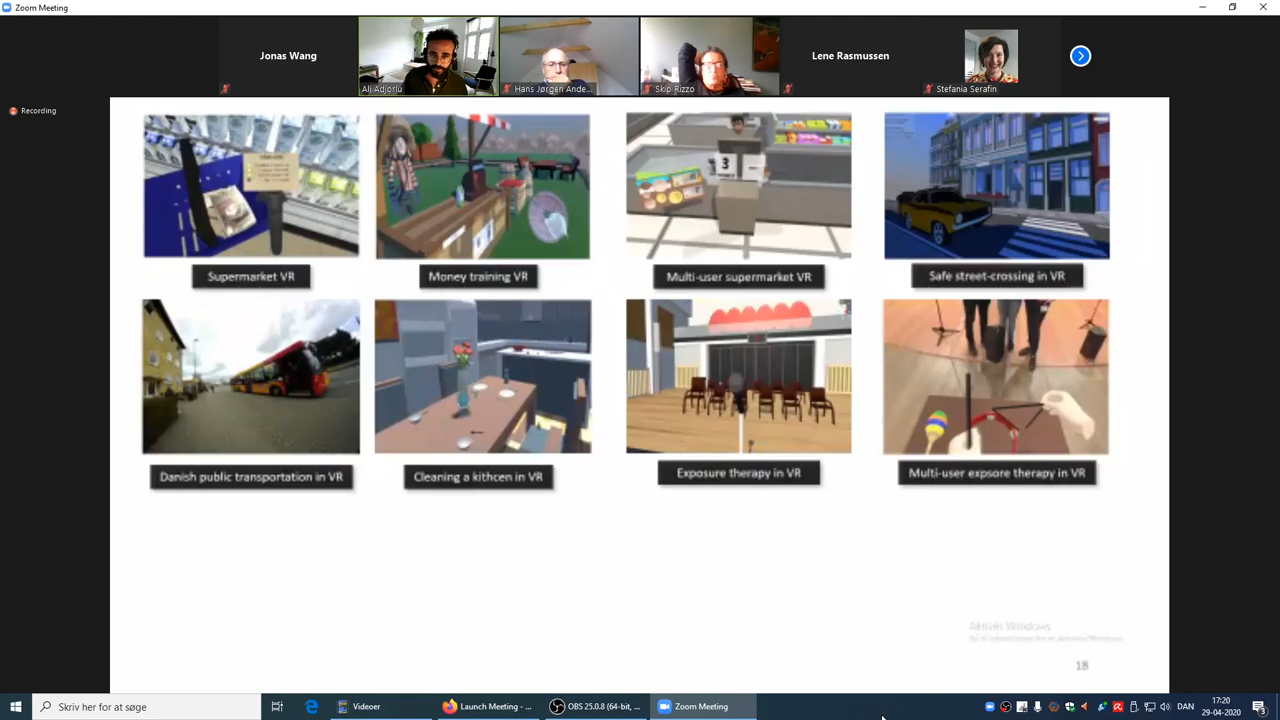 Zoom Meeting
Jonas Wang
Ali Adjorlu
Hans Jørgen Ande...
Skip Rizzo
Lene Rasmussen
Stefania Serafin
Recording
3
Supermarket VR
Money training VR
Multi-user supermarket VR
Safe street-crossing in VR
Danish public transportation in VR
Cleaning a kithcen in VR
Exposure therapy in VR
Multi-user expsore therapy in VR
Aktivér Windows
18
Skriv her for at søge
Videoer
Launch Meeting - ...
OBS 25.0.8 (64-bit, ...
Zoom Meeting
DAN
17:20
29-04-2020